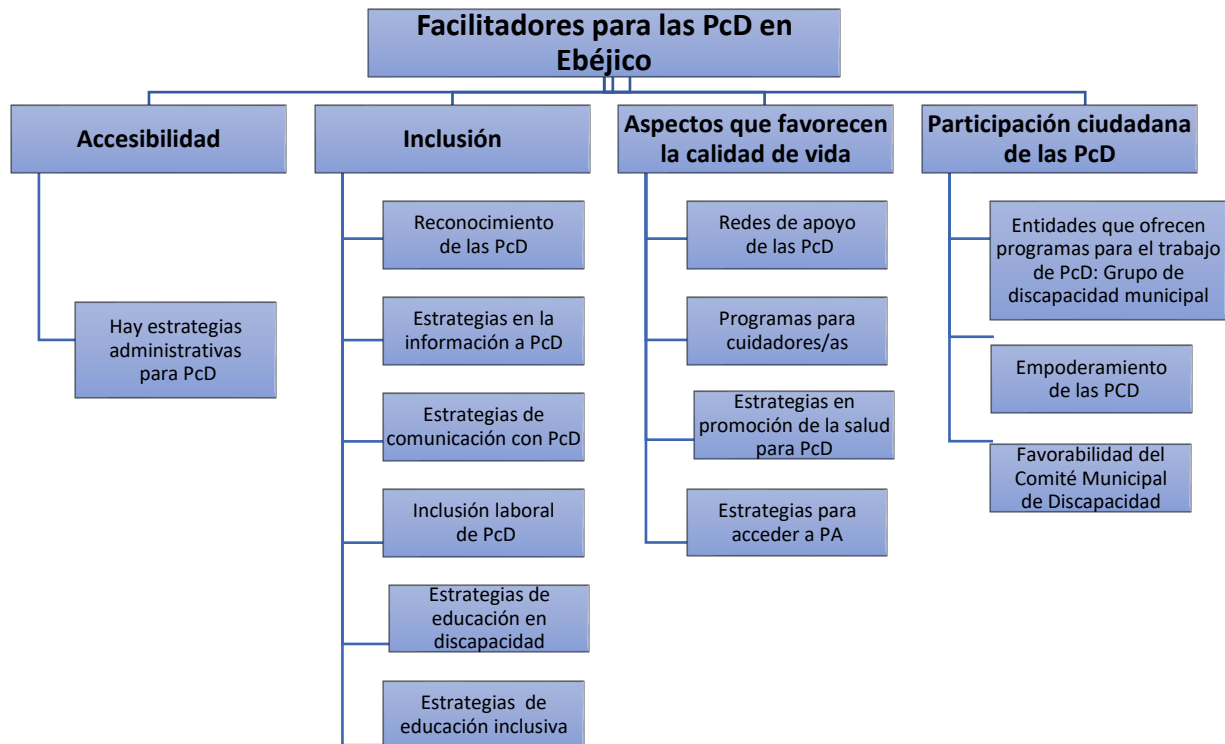 Facilitadores para las PcD en
Ebéjico
Accesibilidad
Hay estrategias
administrativas
para PcD
Inclusión
Reconocimiento
de las PcD
Estrategias en la
información a PcD
Estrategias de
comunicación con PcD
Inclusión laboral
de PcD
Estrategias de
educación en
discapacidad
Estrategias de
educación inclusiva
Aspectos que favorecen
la calidad de vida
Redes de apoyo
de las PcD
Programas para
cuidadores/as
Estrategias en
promoción de la salud
para PcD
Estrategias para
acceder a PA
Participación ciudadana
de las PcD
Entidades que ofrecen
programas para el trabajo
de PcD: Grupo de
discapacidad municipal
Empoderamiento
de las PCD
Favorabilidad del
Comité Municipal
de Discapacidad